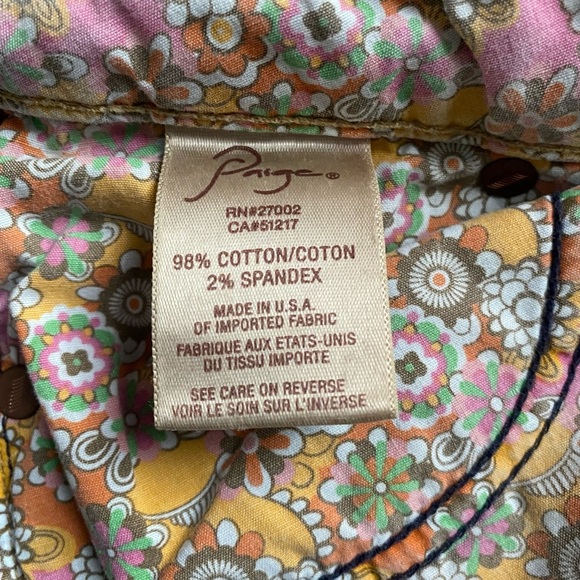 Paige®
RN#27002
CA#51217
98% COTTON/COTON
2% SPANDEX
MADE IN U.S.A.
OF IMPORTED FABRIC
FABRIQUE AUX ETATS-UNIS
DU TISSU IMPORTE
SEE CARE ON REVERSE
VOIR LE SOIN SUR L'INVERSE